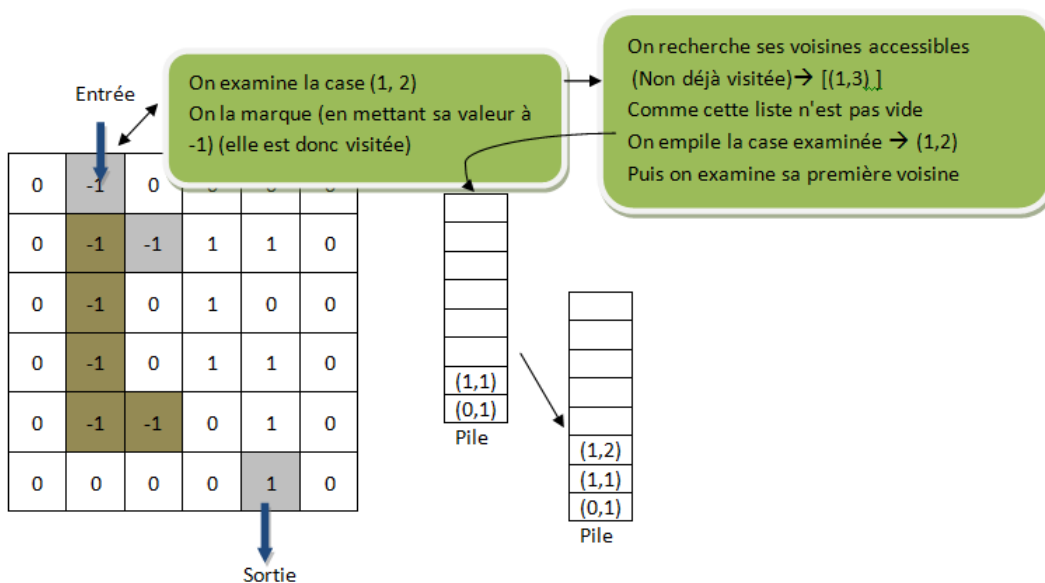 On examine la case (1, 2)
On la marque (en mettant sa valeur à
-1) (elle est donc visitée)
On recherche ses voisines accessibles
(Non déjà visitée)→ [(1,3) ]
Comme cette liste n'est pas vide
On empile la case examinée → (1,2)
Puis on examine sa première voisine
Entrée
0 -1 0
0 -1 -1 1 1 0
0 -1 0 1 0 0
0 -1 0 1 1 0
0 -1 -1 0 1 0
0 0 0 0 1 0
Sortie
(1,1)
(0,1)
Pile
(1,2)
(1,1)
(0,1)
Pile